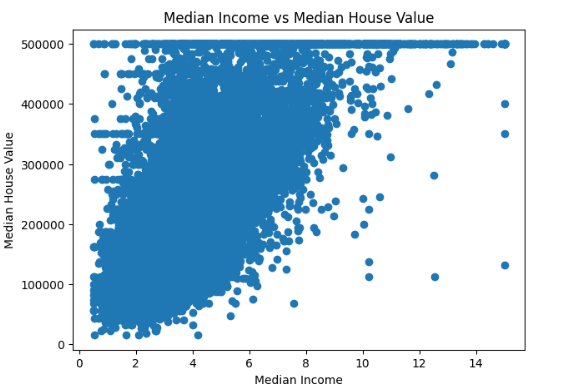 Median Income vs Median House Value
500000
400000
300000
200000
100000
0
Median House Value
0 2 4 6 8 10 12 14
Median Income